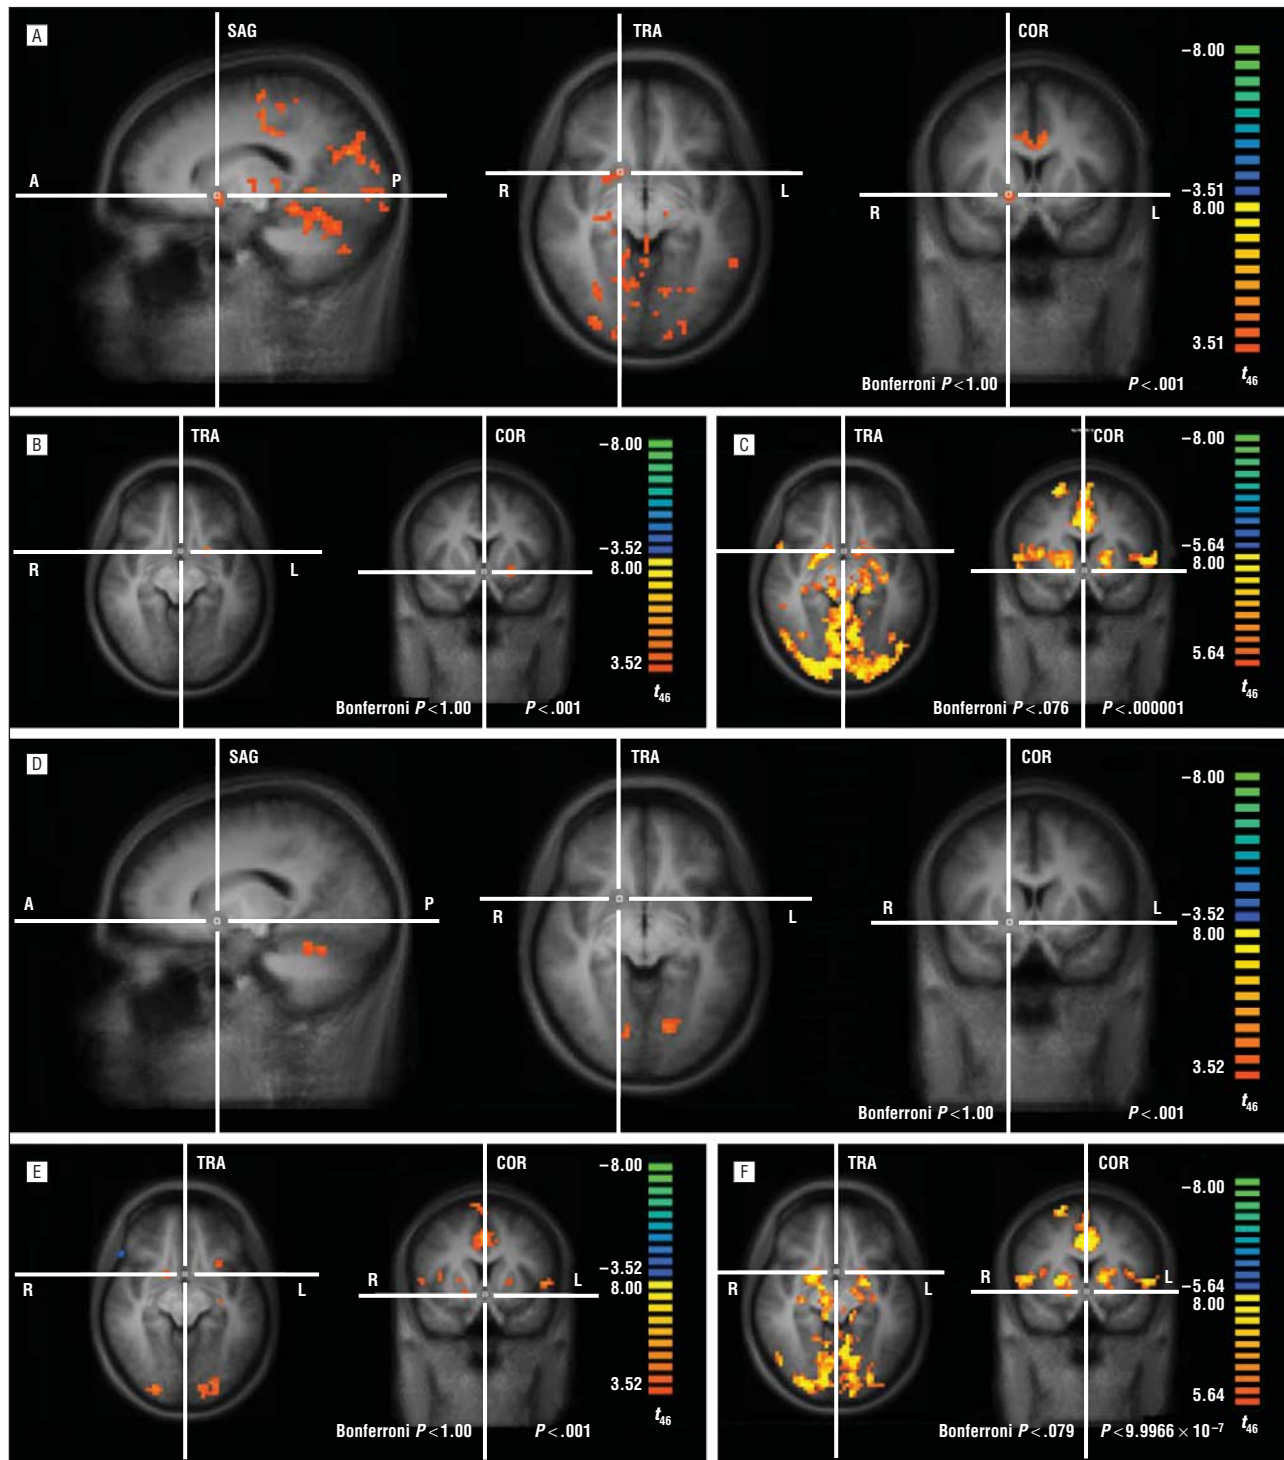 A
SAG
TRA
COR
−8.00
A
P
R
L
R
L
−3.51
8.00
3.51
t46
Bonferroni P<1.00
P<.001
B
TRA
COR
−8.00
R
L
−3.52
8.00
3.52
t46
Bonferroni P<1.00
P<.001
C
TRA
COR
−8.00
−5.64
8.00
5.64
t46
Bonferroni P<.076
P<.000001
D
SAG
TRA
COR
−8.00
A
P
R
L
R
L
−3.52
8.00
3.52
t46
Bonferroni P<1.00
P<.001
E
TRA
COR
−8.00
R
L
R
L
−3.52
8.00
3.52
t46
Bonferroni P<1.00
P<.001
F
TRA
COR
−8.00
R
L
R
L
−5.64
8.00
5.64
t46
Bonferroni P<.079
P<9.9966 × 10−7